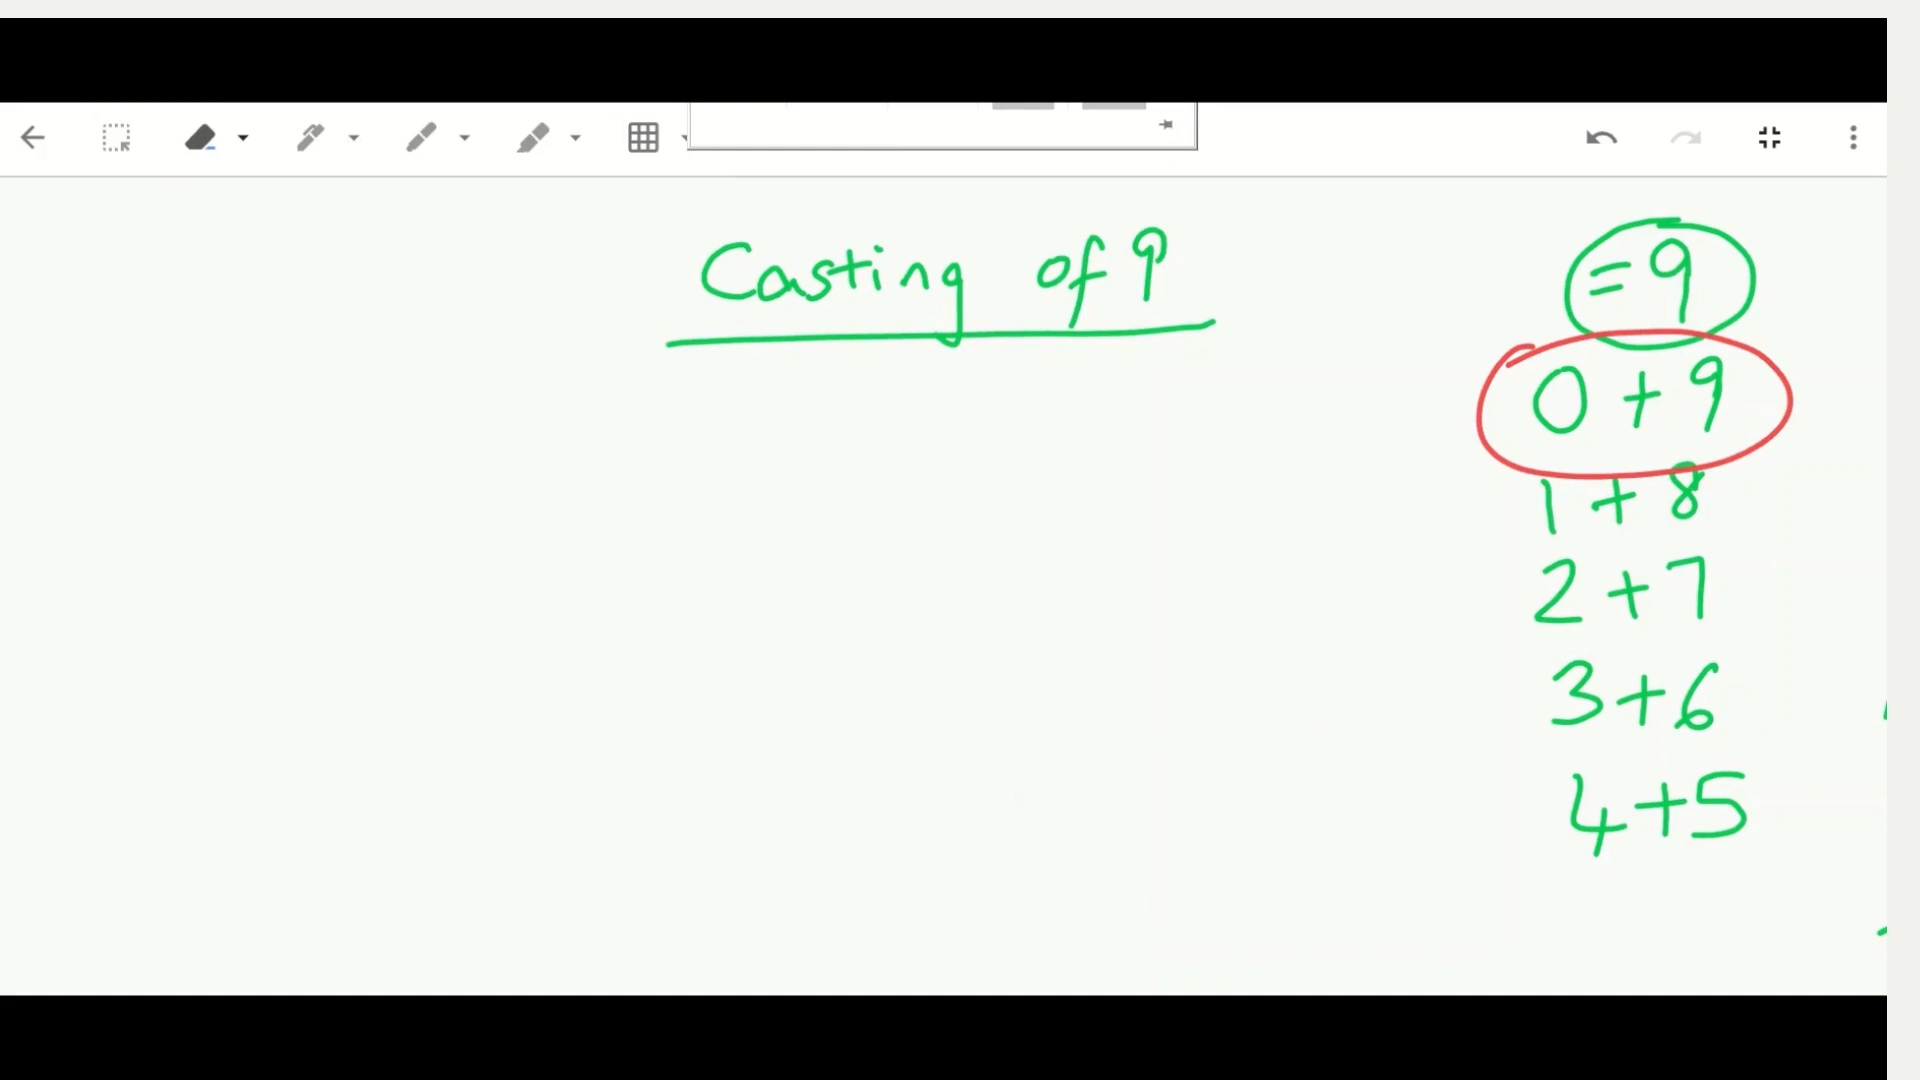 Casting of 9
= 9
0 + 9
1 + 8
2 + 7
3 + 6
4 + 5